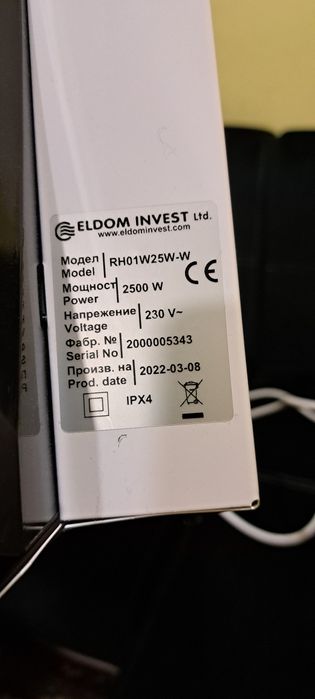 ELDOM INVEST Ltd.
www.eldominvest.com
Модел
Model
RH01W25W-W
CE
Мощност
Power
2500 W
Напрежение
Voltage
230 V~
Фабр. №
Serial No
2000005343
Произв. на
Prod. date
2022-03-08
IPX4